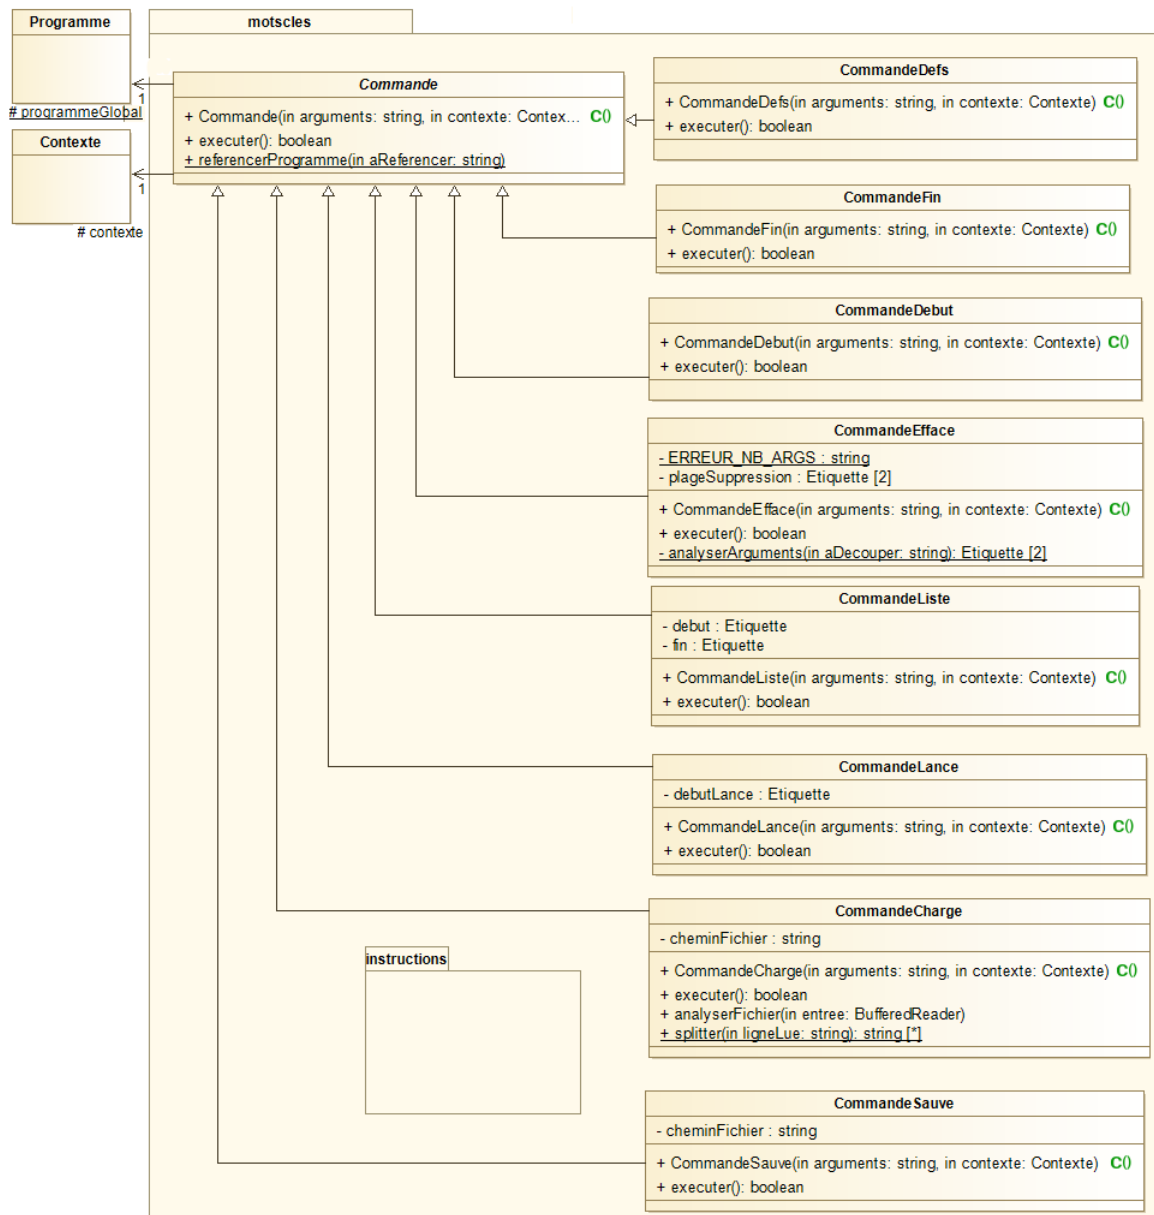 Programme
# programmeGlobal
1
Contexte
# contexte
1
motscles
Commande
+ Commande(in arguments: string, in contexte: Contex... C()
+ executer(): boolean
+ referencerProgramme(in aReferencer: string)
CommandeDefs
+ CommandeDefs(in arguments: string, in contexte: Contexte) C()
+ executer(): boolean
CommandeFin
+ CommandeFin(in arguments: string, in contexte: Contexte) C()
+ executer(): boolean
CommandeDebut
+ CommandeDebut(in arguments: string, in contexte: Contexte) C()
+ executer(): boolean
CommandeEfface
- ERREUR_NB_ARGS : string
- plageSuppression : Etiquette [2]
+ CommandeEfface(in arguments: string, in contexte: Contexte) C()
+ executer(): boolean
- analyserArguments(in aDecouper: string): Etiquette [2]
CommandeListe
- debut : Etiquette
- fin : Etiquette
+ CommandeListe(in arguments: string, in contexte: Contexte) C()
+ executer(): boolean
CommandeLance
- debutLance : Etiquette
+ CommandeLance(in arguments: string, in contexte: Contexte) C()
+ executer(): boolean
CommandeCharge
- cheminFichier : string
+ CommandeCharge(in arguments: string, in contexte: Contexte) C()
+ executer(): boolean
+ analyserFichier(in entree: BufferedReader)
+ splitter(in ligneLue: string): string [*]
instructions
CommandeSauve
- cheminFichier : string
+ CommandeSauve(in arguments: string, in contexte: Contexte) C()
+ executer(): boolean